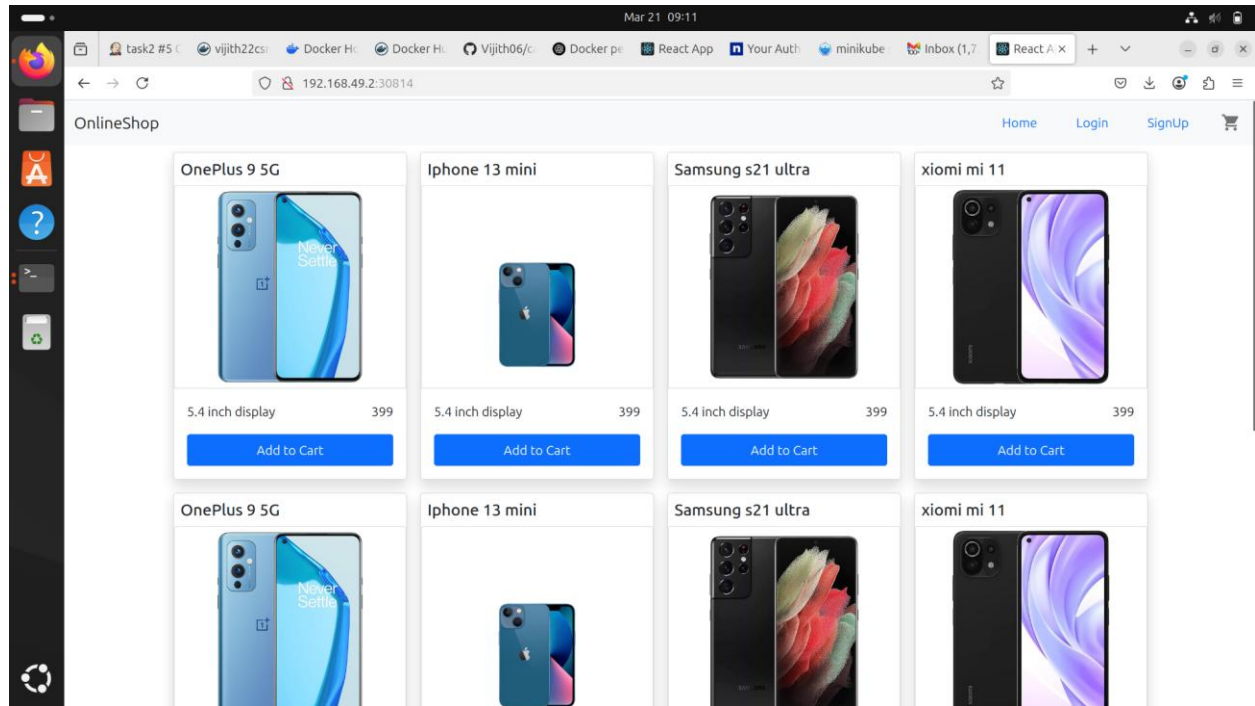 Mar 21 09:11
task2 #5 vijith22cs Docker Ho Docker Hu Vijith06/c Docker pe React App Your Auth minikube Inbox (1,7 React A
192.168.49.2:30814
OnlineShop Home Login SignUp
OnePlus 9 5G Iphone 13 mini Samsung s21 ultra xiomi mi 11
Never
Settle
SAMSUNG
5.4 inch display 399 5.4 inch display 399 5.4 inch display 399 5.4 inch display 399
Add to Cart Add to Cart Add to Cart Add to Cart
OnePlus 9 5G Iphone 13 mini Samsung s21 ultra xiomi mi 11
Never
Settle